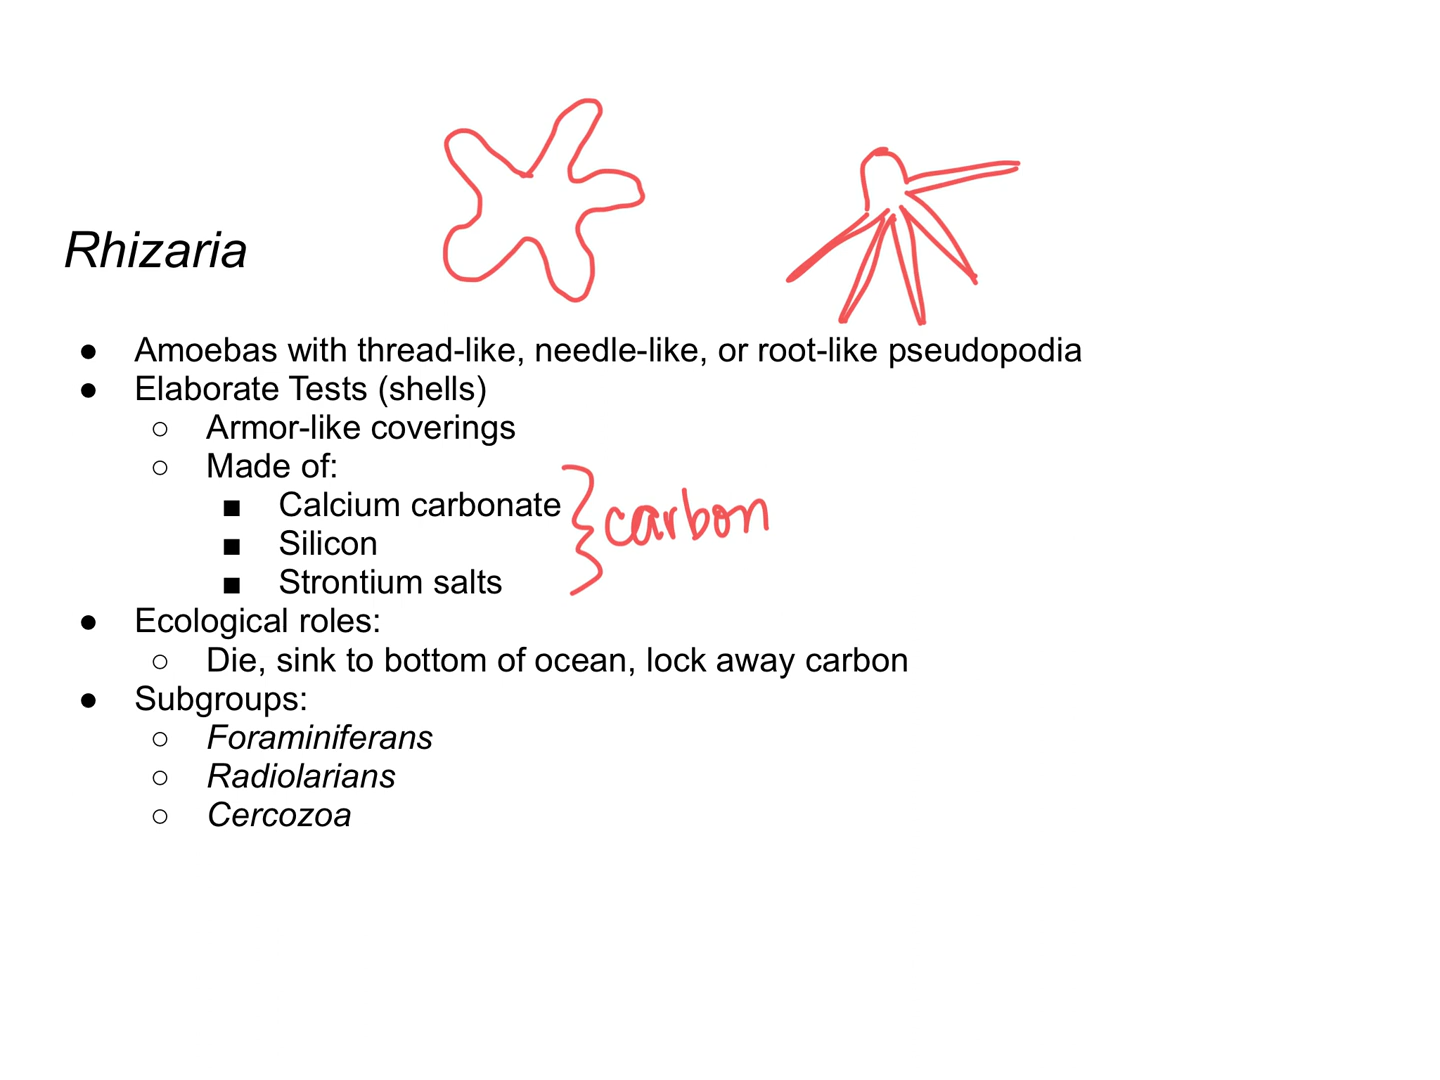 Rhizaria
● Amoebas with thread-like, needle-like, or root-like pseudopodia
● Elaborate Tests (shells)
○ Armor-like coverings
○ Made of:
■ Calcium carbonate
■ Silicon
■ Strontium salts
carbon
● Ecological roles:
○ Die, sink to bottom of ocean, lock away carbon
● Subgroups:
○ Foraminiferans
○ Radiolarians
○ Cercozoa